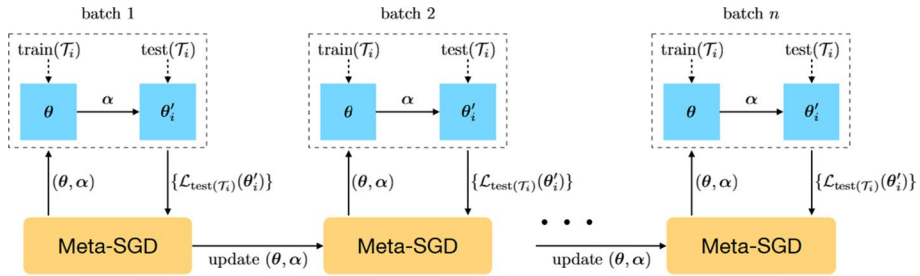 batch 1 batch 2 batch n
train(𝒯ᵢ) test(𝒯ᵢ) train(𝒯ᵢ) test(𝒯ᵢ) train(𝒯ᵢ) test(𝒯ᵢ)
θ α θ′ᵢ θ α θ′ᵢ θ α θ′ᵢ
(θ, α) {ℒtest(𝒯ᵢ)(θ′ᵢ)} (θ, α) {ℒtest(𝒯ᵢ)(θ′ᵢ)} (θ, α) {ℒtest(𝒯ᵢ)(θ′ᵢ)}
• • •
Meta-SGD Meta-SGD Meta-SGD
update (θ, α) update (θ, α)